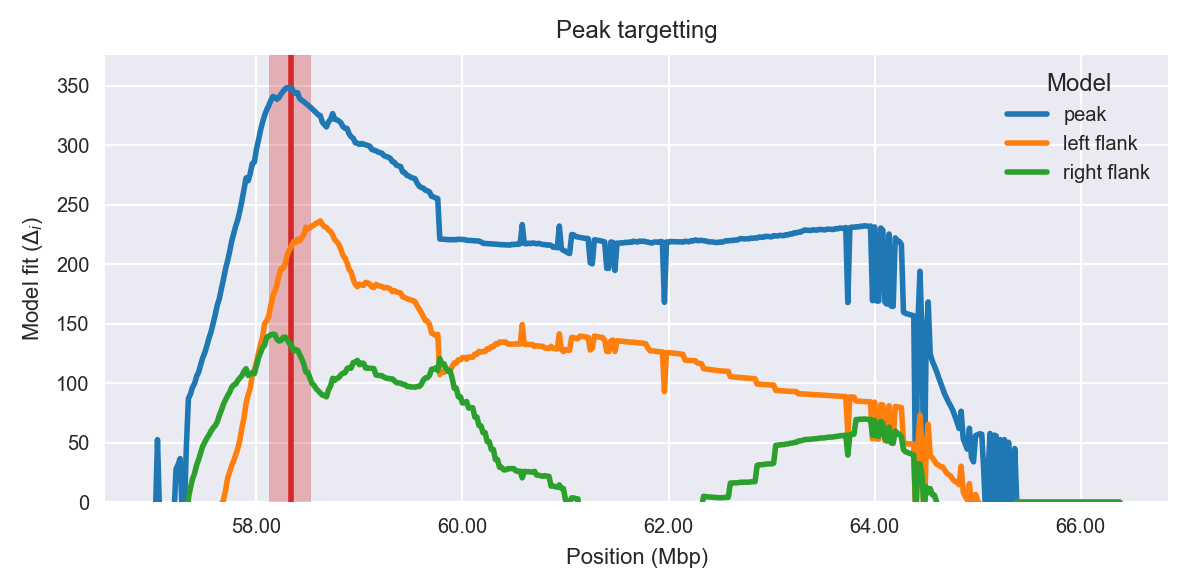 Peak targetting
Model fit (Δi)
350
300
250
200
150
100
50
0
Model
peak
left flank
right flank
58.00
60.00
62.00
64.00
66.00
Position (Mbp)